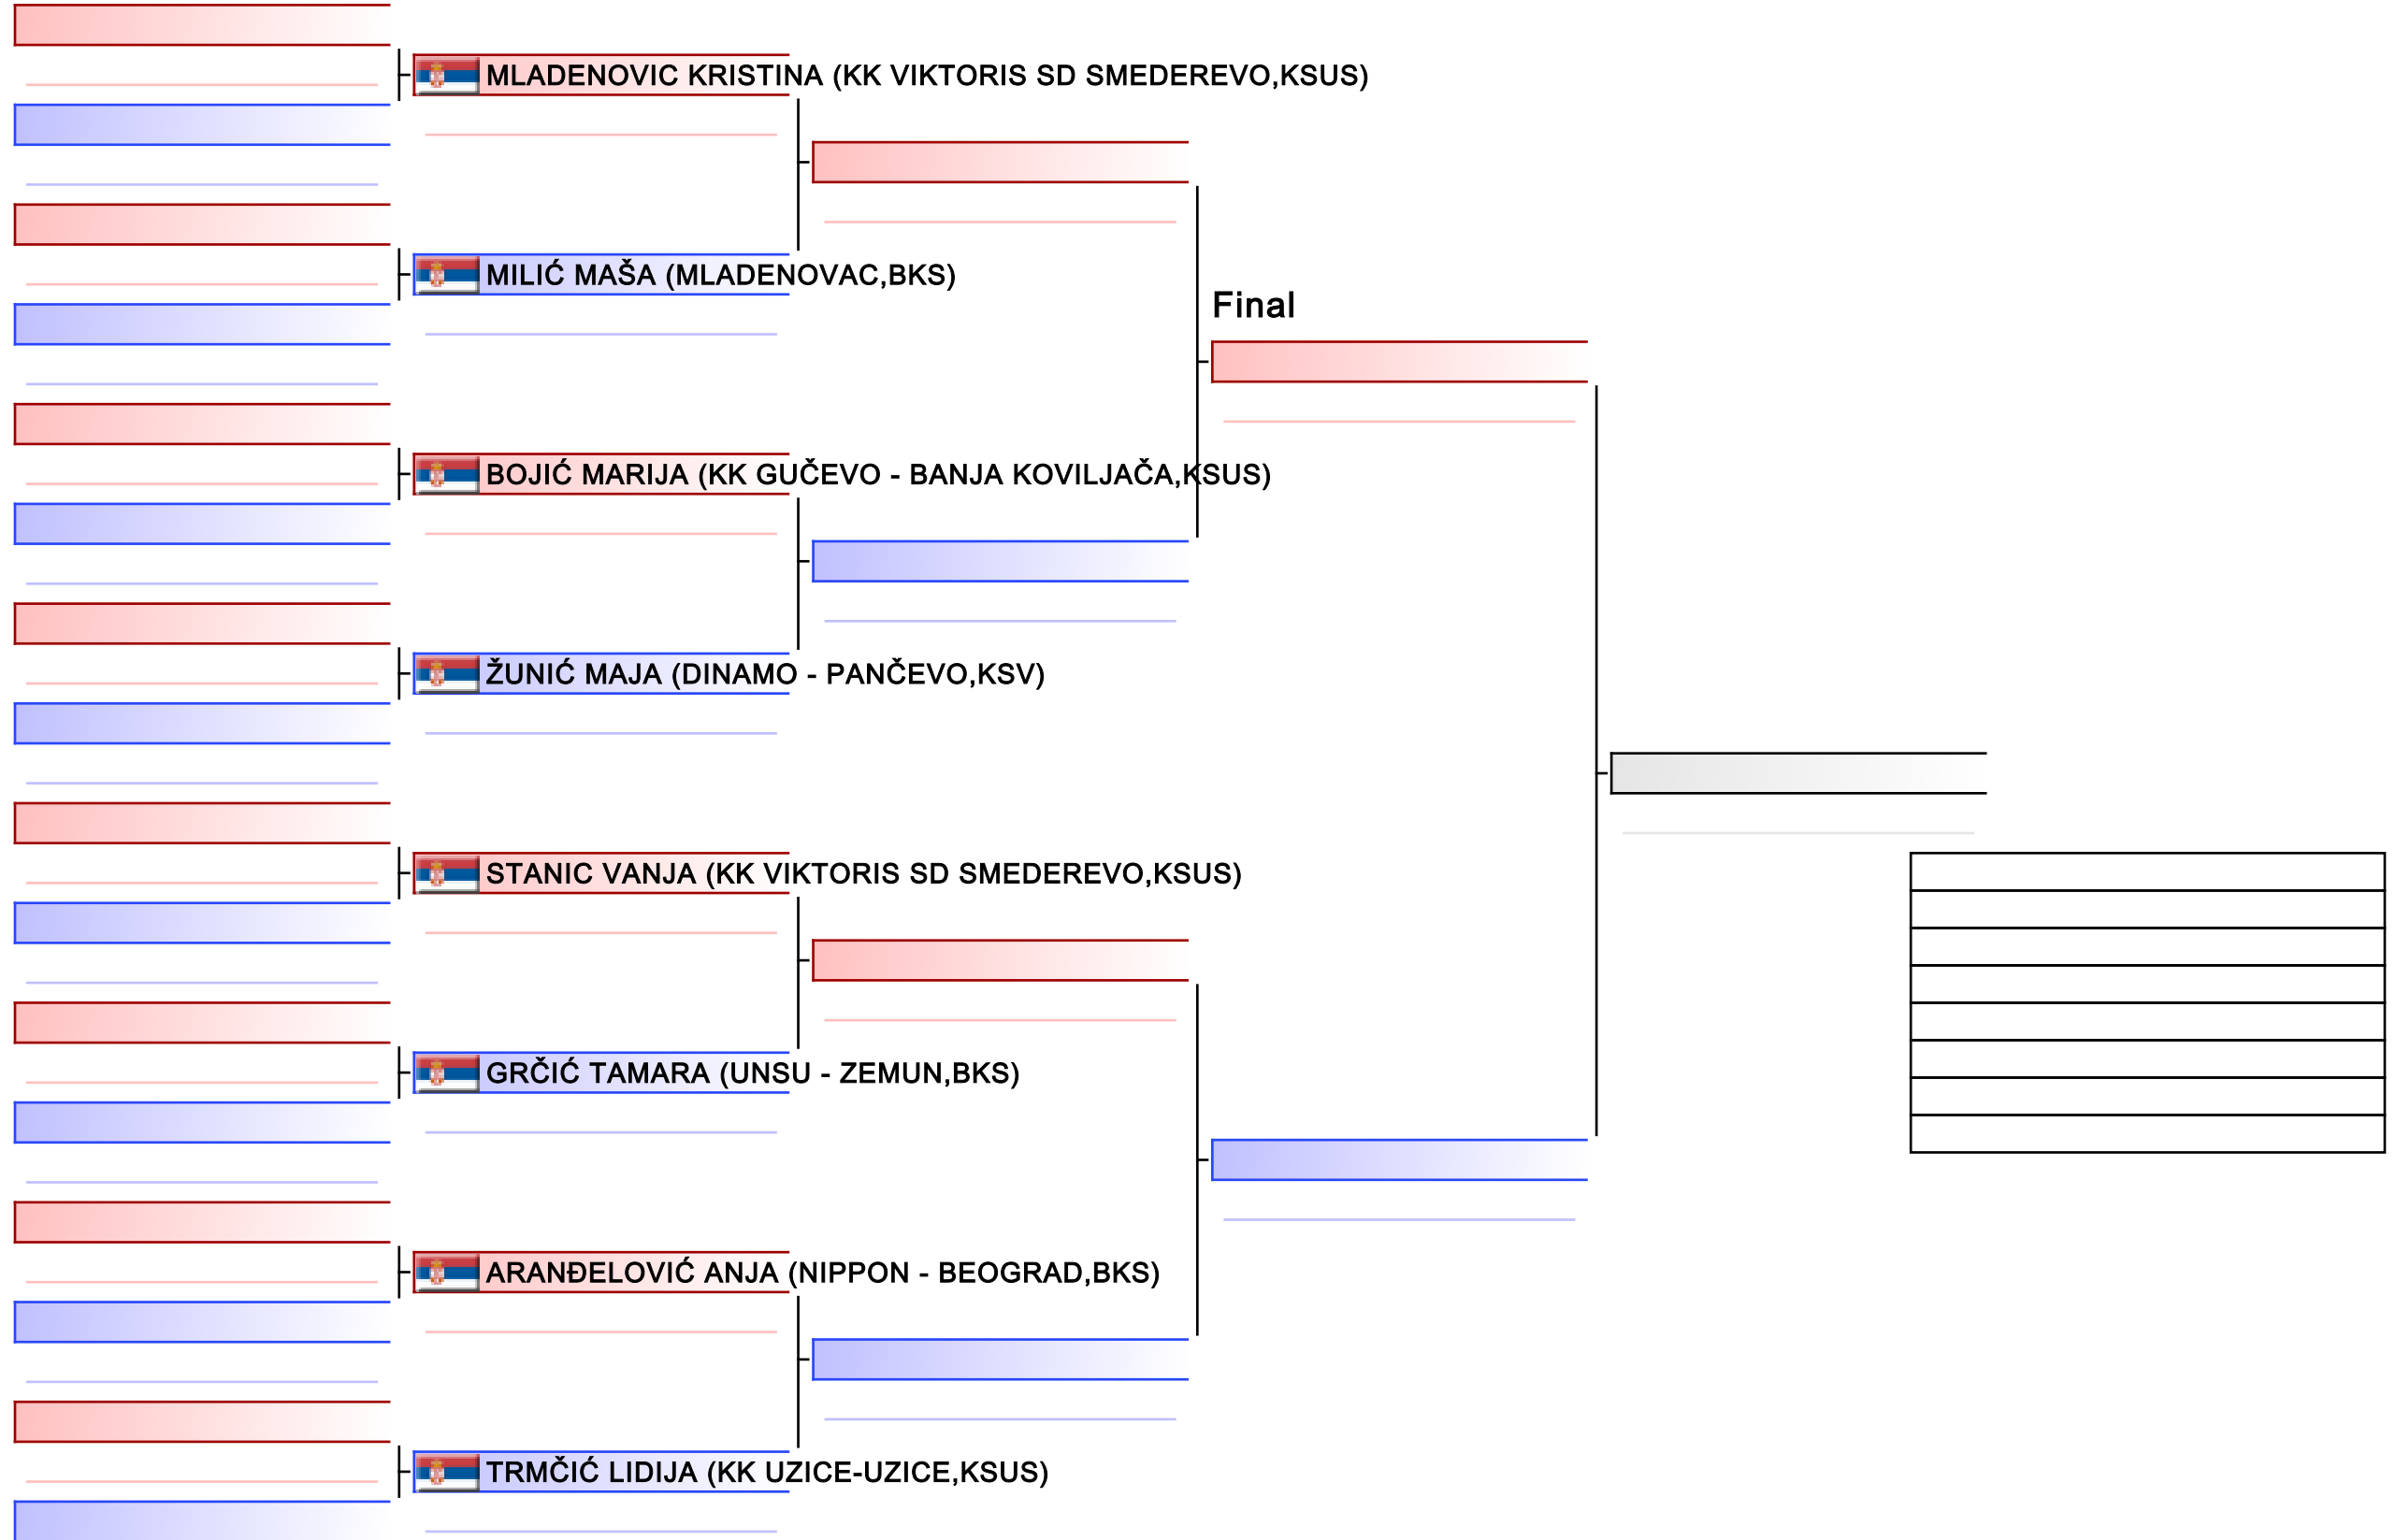 MLADENOVIC KRISTINA (KK VIKTORIS SD SMEDEREVO,KSUS)
MILIĆ MAŠA (MLADENOVAC,BKS)
Final
BOJIĆ MARIJA (KK GUČEVO - BANJA KOVILJAČA,KSUS)
ŽUNIĆ MAJA (DINAMO - PANČEVO,KSV)
STANIC VANJA (KK VIKTORIS SD SMEDEREVO,KSUS)
GRČIĆ TAMARA (UNSU - ZEMUN,BKS)
ARANĐELOVIĆ ANJA (NIPPON - BEOGRAD,BKS)
TRMČIĆ LIDIJA (KK UZICE-UZICE,KSUS)